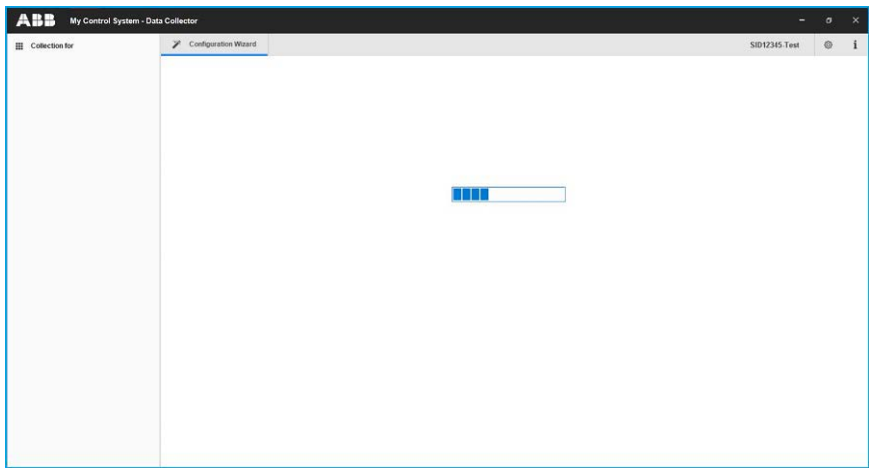 ABB My Control System - Data Collector
Collection for Configuration Wizard SID12345-Test i